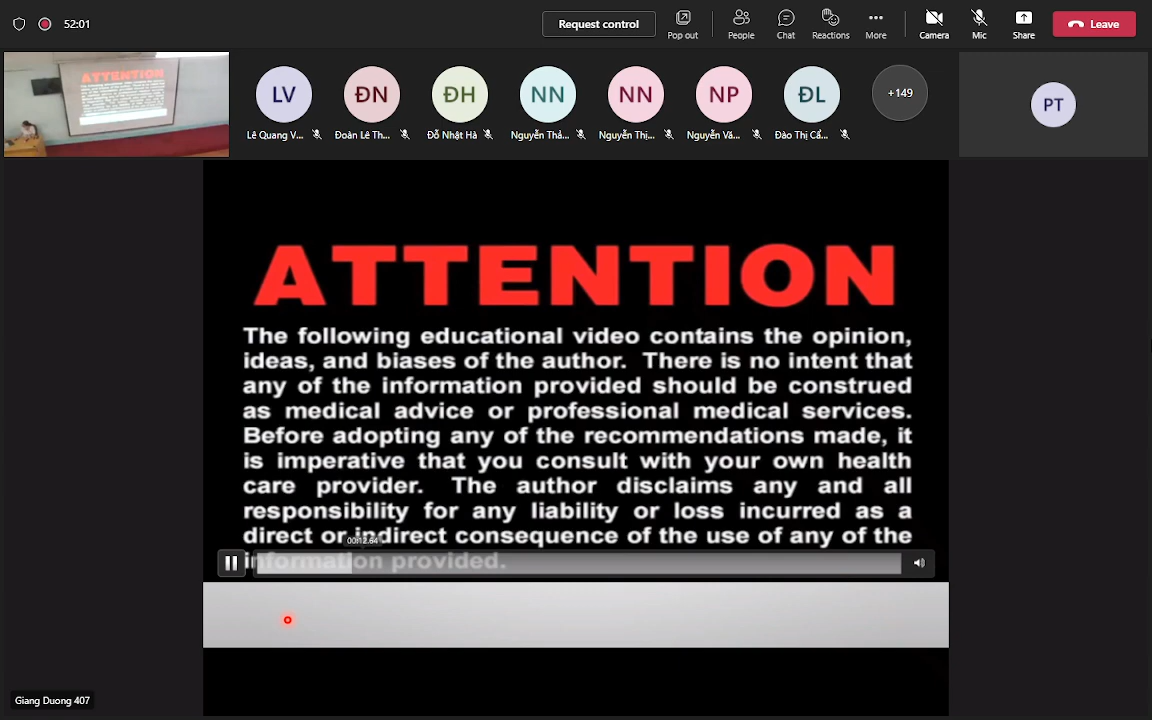 52:01
Request control
Pop out
People
Chat
Reactions
More
Camera
Mic
Share
Leave
ATTENTION
LV
ĐN
ĐH
NN
NN
NP
ĐL
+149
PT
Lê Quang V...
Đoàn Lê Th...
Đỗ Nhật Hà
Nguyễn Thả...
Nguyễn Thị...
Nguyễn Vă...
Đào Thị Cẩ...
ATTENTION
The following educational video contains the opinion,
ideas, and biases of the author. There is no intent that
any of the information provided should be construed
as medical advice or professional medical services.
Before adopting any of the recommendations made, it
is imperative that you consult with your own health
care provider. The author disclaims any and all
responsibility for any liability or loss incurred as a
direct or indirect consequence of the use of any of the
00:12.64
information provided.
Giang Duong 407